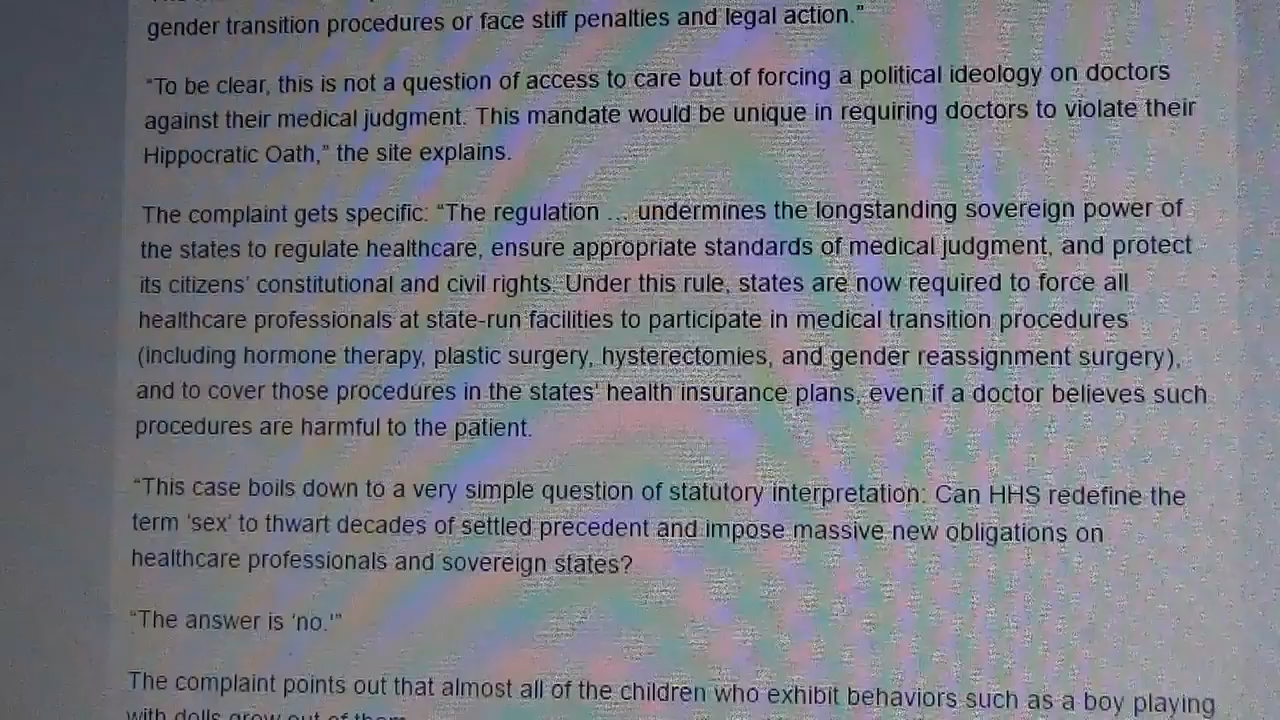 gender transition procedures or face stiff penalties and legal action.”
“To be clear, this is not a question of access to care but of forcing a political ideology on doctors
against their medical judgment. This mandate would be unique in requiring doctors to violate their
Hippocratic Oath,” the site explains.
The complaint gets specific: “The regulation … undermines the longstanding sovereign power of
the states to regulate healthcare, ensure appropriate standards of medical judgment, and protect
its citizens’ constitutional and civil rights. Under this rule, states are now required to force all
healthcare professionals at state-run facilities to participate in medical transition procedures
(including hormone therapy, plastic surgery, hysterectomies, and gender reassignment surgery),
and to cover those procedures in the states’ health insurance plans, even if a doctor believes such
procedures are harmful to the patient.
“This case boils down to a very simple question of statutory interpretation: Can HHS redefine the
term ‘sex’ to thwart decades of settled precedent and impose massive new obligations on
healthcare professionals and sovereign states?
“The answer is ‘no.’”
The complaint points out that almost all of the children who exhibit behaviors such as a boy playing
with dolls grow out of them